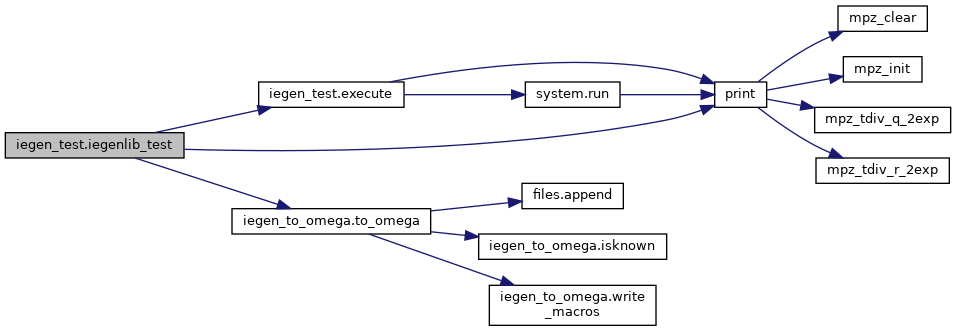 iegen_test.iegenlib_test
iegen_test.execute
system.run
print
mpz_clear
mpz_init
mpz_tdiv_q_2exp
mpz_tdiv_r_2exp
iegen_to_omega.to_omega
files.append
iegen_to_omega.isknown
iegen_to_omega.write
_macros